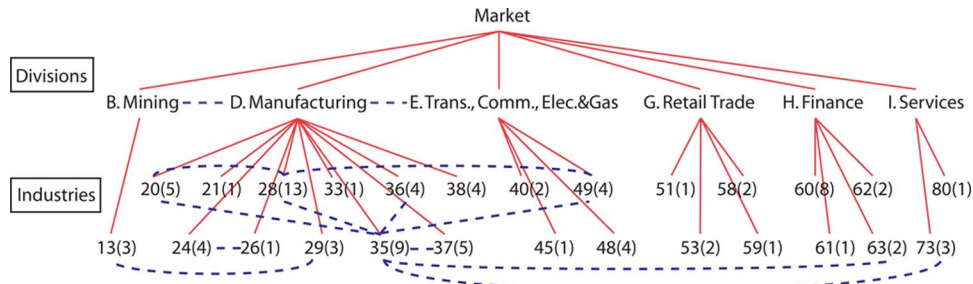 Market
Divisions
B. Mining D. Manufacturing E. Trans., Comm., Elec.&Gas G. Retail Trade H. Finance I. Services
Industries
20(5) 21(1) 28(13) 33(1) 36(4) 38(4) 40(2) 49(4) 51(1) 58(2) 60(8) 62(2) 80(1)
13(3) 24(4) 26(1) 29(3) 35(9) 37(5) 45(1) 48(4) 53(2) 59(1) 61(1) 63(2) 73(3)